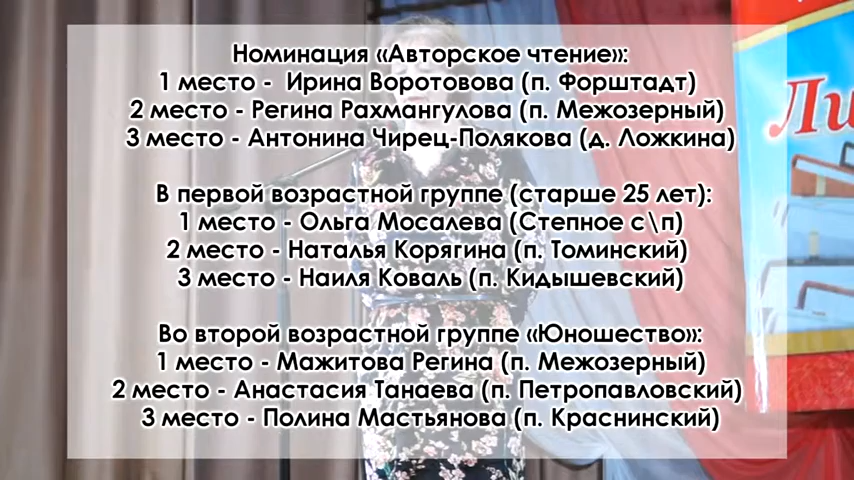 Номинация «Авторское чтение»:
1 место - Ирина Воротовова (п. Форштадт)
2 место - Регина Рахмангулова (п. Межозерный)
3 место - Антонина Чирец-Полякова (д. Ложкина)
В первой возрастной группе (старше 25 лет):
1 место - Ольга Мосалева (Степное с\п)
2 место - Наталья Корягина (п. Томинский)
3 место - Наиля Коваль (п. Кидышевский)
Во второй возрастной группе «Юношество»:
1 место - Мажитова Регина (п. Межозерный)
2 место - Анастасия Танаева (п. Петропавловский)
3 место - Полина Мастьянова (п. Краснинский)
Ли